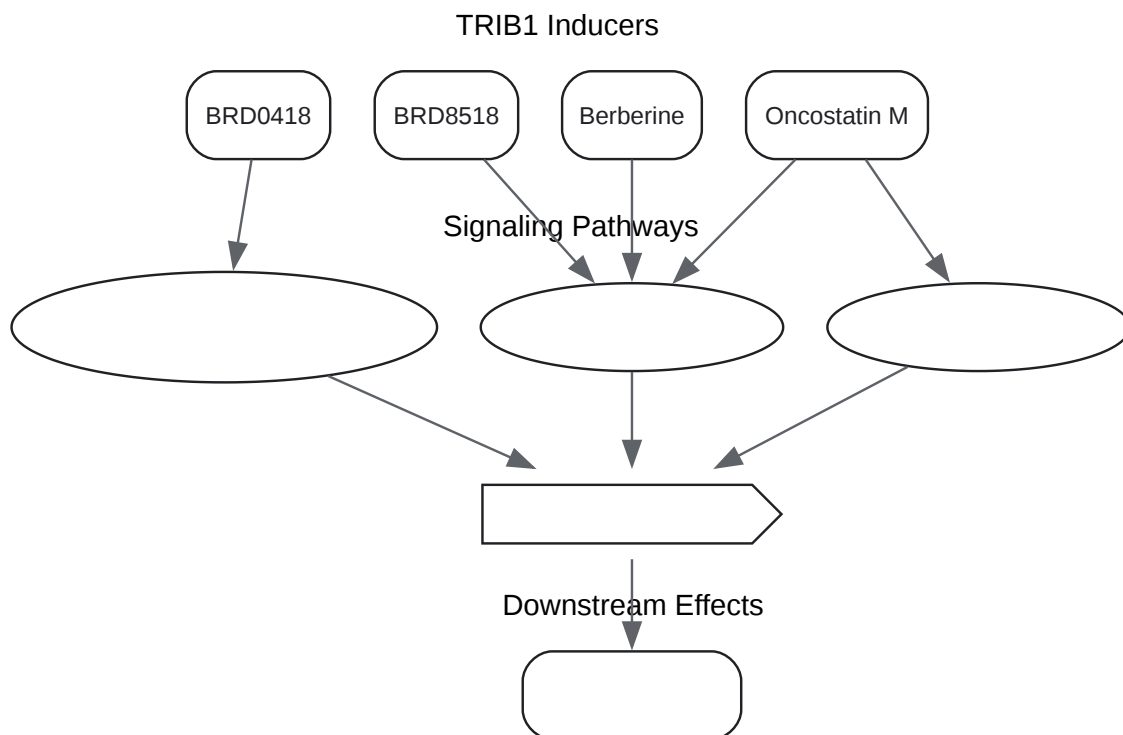 TRIB1 Inducers
BRD0418
BRD8518
Berberine
Oncostatin M
Signaling Pathways
Downstream Effects